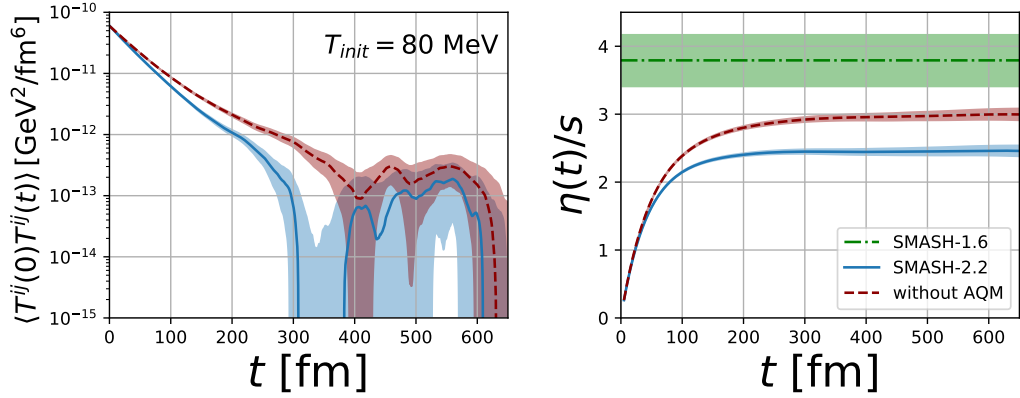 ⟨T^{ij}(0)T^{ij}(t)⟩ [GeV²/fm⁶]
10⁻¹⁰
10⁻¹¹
10⁻¹²
10⁻¹³
10⁻¹⁴
10⁻¹⁵
T_{init} = 80 MeV
0 100 200 300 400 500 600
t [fm]
η(t)/s
4
3
2
1
0
SMASH-1.6
SMASH-2.2
without AQM
0 100 200 300 400 500 600
t [fm]